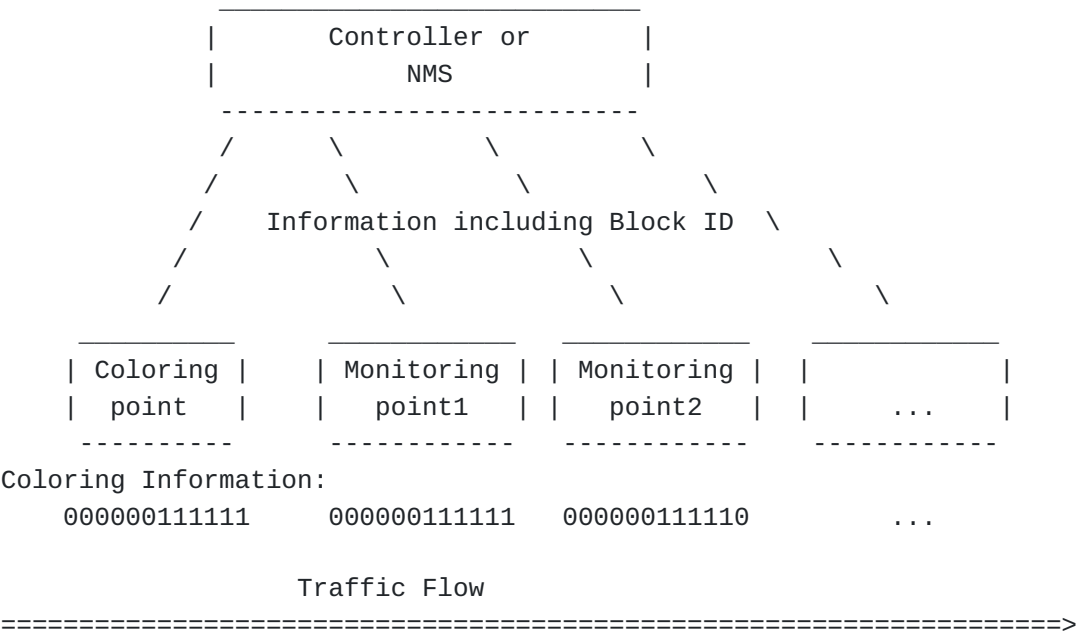 Controller or
NMS
Information including Block ID
Coloring Monitoring Monitoring
point point1 point2 ...
Coloring Information:
000000111111 000000111111 000000111110 ...
Traffic Flow